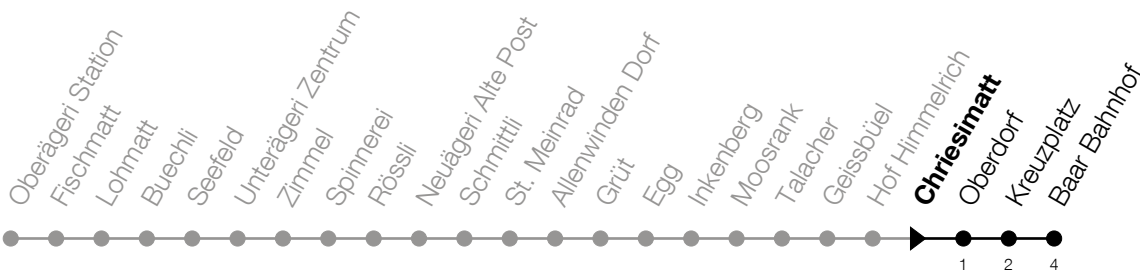 Oberägeri Station
Fischmatt
Lohmatt
Buechli
Seefeld
Unterägeri Zentrum
Zimmel
Spinnerei
Rössli
Neuägeri Alte Post
Schmittli
St. Meinrad
Allenwinden Dorf
Grüt
Egg
Inkenberg
Moosrank
Talacher
Geissbüel
Hof Himmelrich
Chriesimatt
Oberdorf
Kreuzplatz
Baar Bahnhof
1 2 4